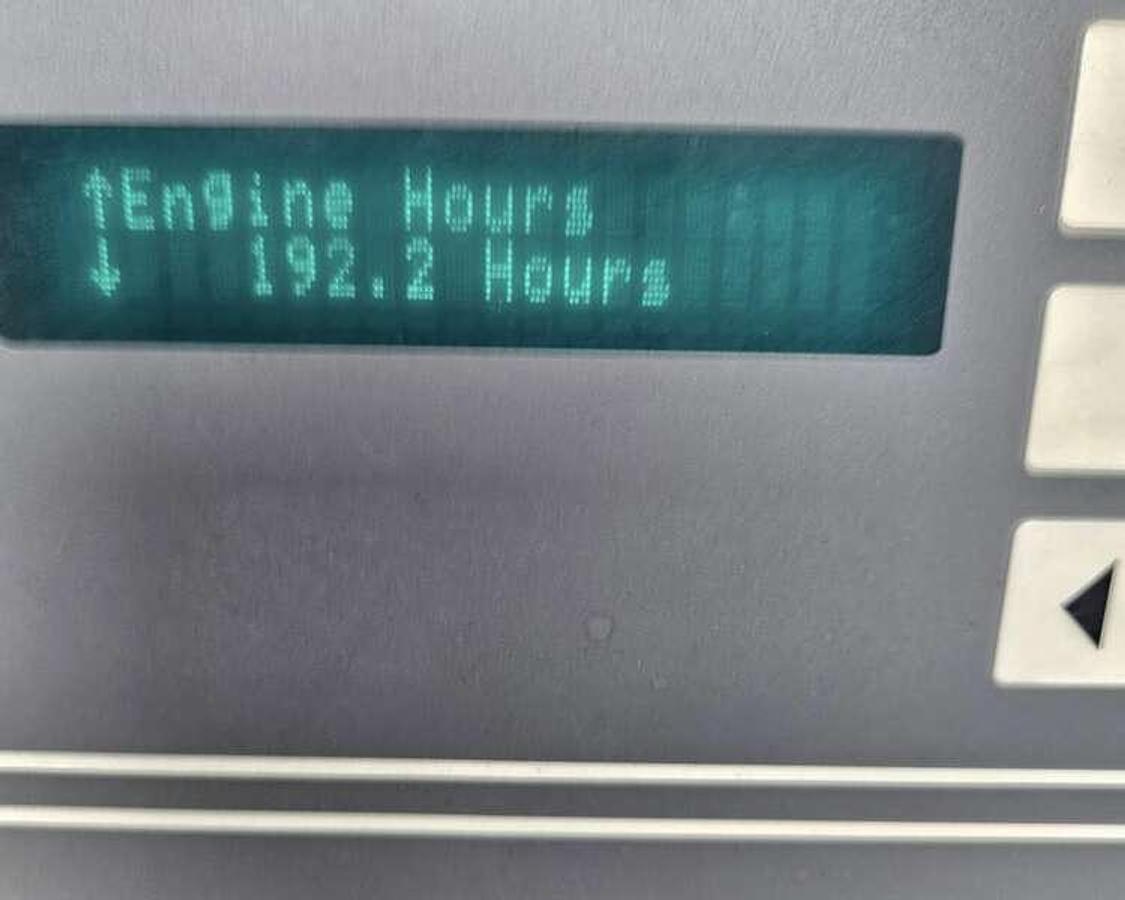 ↑Engine Hours
↓ 192.2 Hours